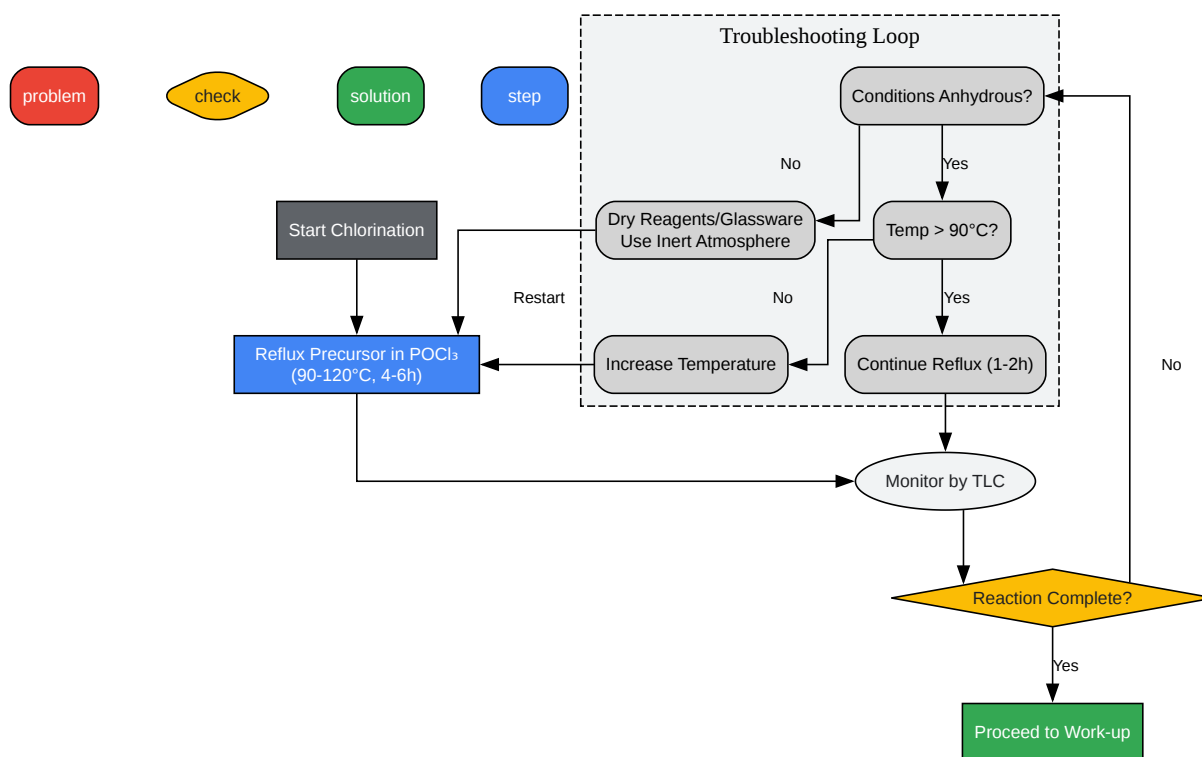 Troubleshooting Loop
problem
check
solution
step
Conditions Anhydrous?
No
Yes
Start Chlorination
Dry Reagents/Glassware
Use Inert Atmosphere
Temp > 90°C?
Restart
No
Yes
Reflux Precursor in POCl₃
(90-120°C, 4-6h)
Increase Temperature
Continue Reflux (1-2h)
No
Monitor by TLC
Reaction Complete?
Yes
Proceed to Work-up